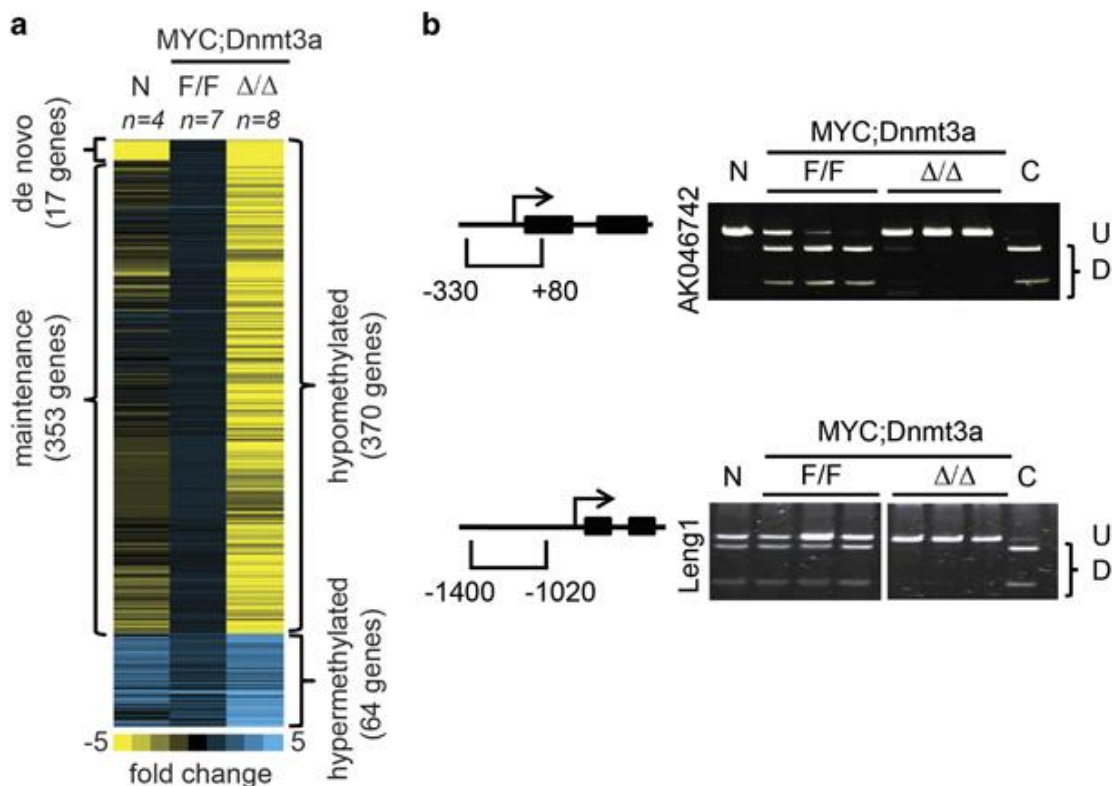 a
MYC;Dnmt3a
N F/F Δ/Δ
n=4 n=7 n=8
de novo
(17 genes)
maintenance
(353 genes)
hypomethylated
(370 genes)
hypermethylated
(64 genes)
-5 5
fold change
b
MYC;Dnmt3a
N F/F Δ/Δ C
AK046742
U
D
-330 +80
MYC;Dnmt3a
N F/F Δ/Δ C
Leng1
U
D
-1400 -1020